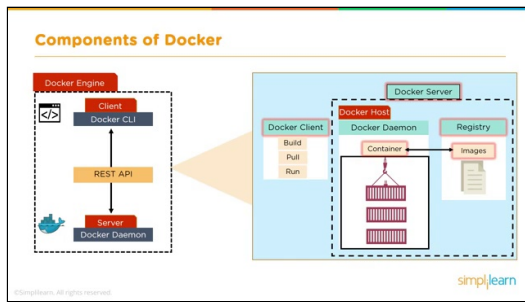 Components of Docker
Docker Engine
</>
Client
Docker CLI
REST API
Server
Docker Daemon
Docker Server
Docker Host
Docker Client
Docker Daemon
Registry
Build
Pull
Run
Container
Images
©Simplilearn. All rights reserved.
simplilearn